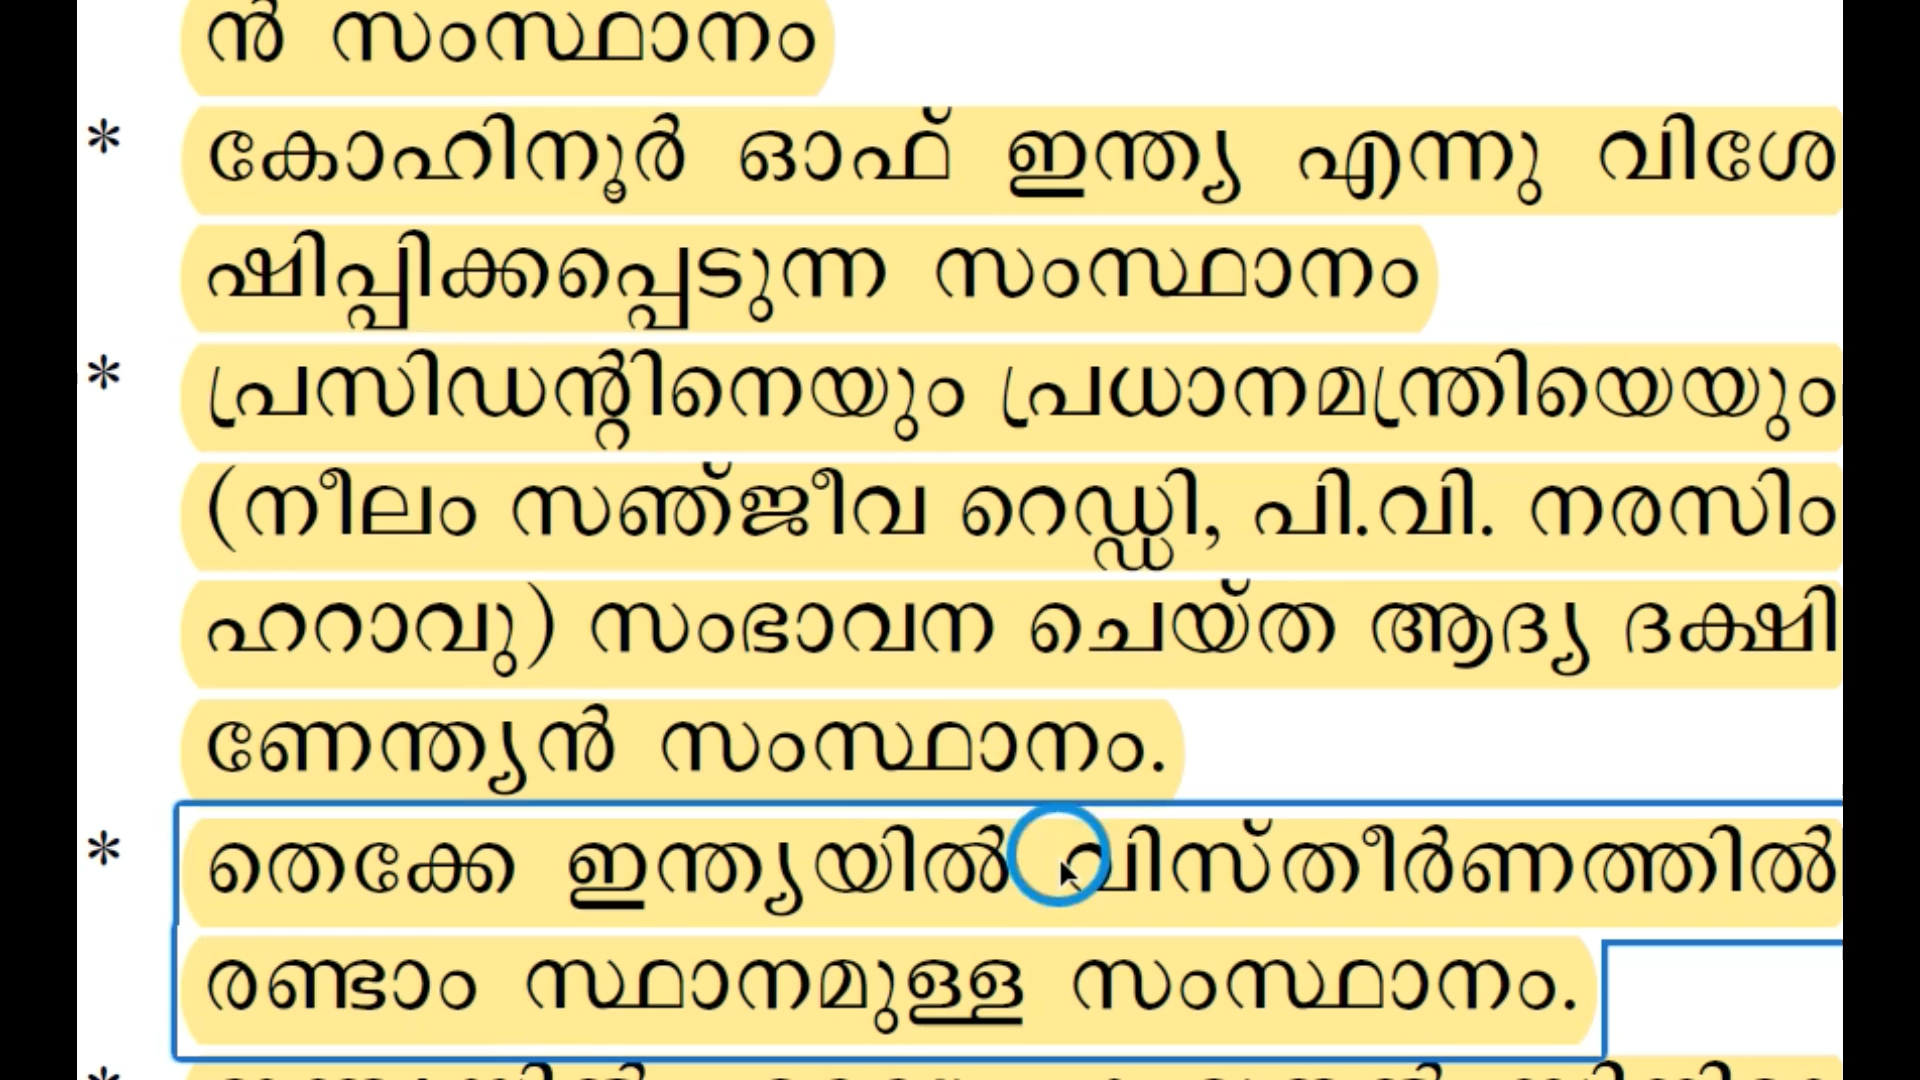 ൻ സംസ്ഥാനം
* കോഹിനൂർ ഓഫ് ഇന്ത്യ എന്നു വിശേ
ഷിപ്പിക്കപ്പെടുന്ന സംസ്ഥാനം
* പ്രസിഡന്റിനെയും പ്രധാനമന്ത്രിയെയും
(നീലം സഞ്ജീവ റെഡ്ഡി, പി.വി. നരസിം
ഹറാവു) സംഭാവന ചെയ്ത ആദ്യ ദക്ഷി
ണേന്ത്യൻ സംസ്ഥാനം.
* തെക്കേ ഇന്ത്യയിൽ വിസ്തീർണത്തിൽ
രണ്ടാം സ്ഥാനമുള്ള സംസ്ഥാനം.